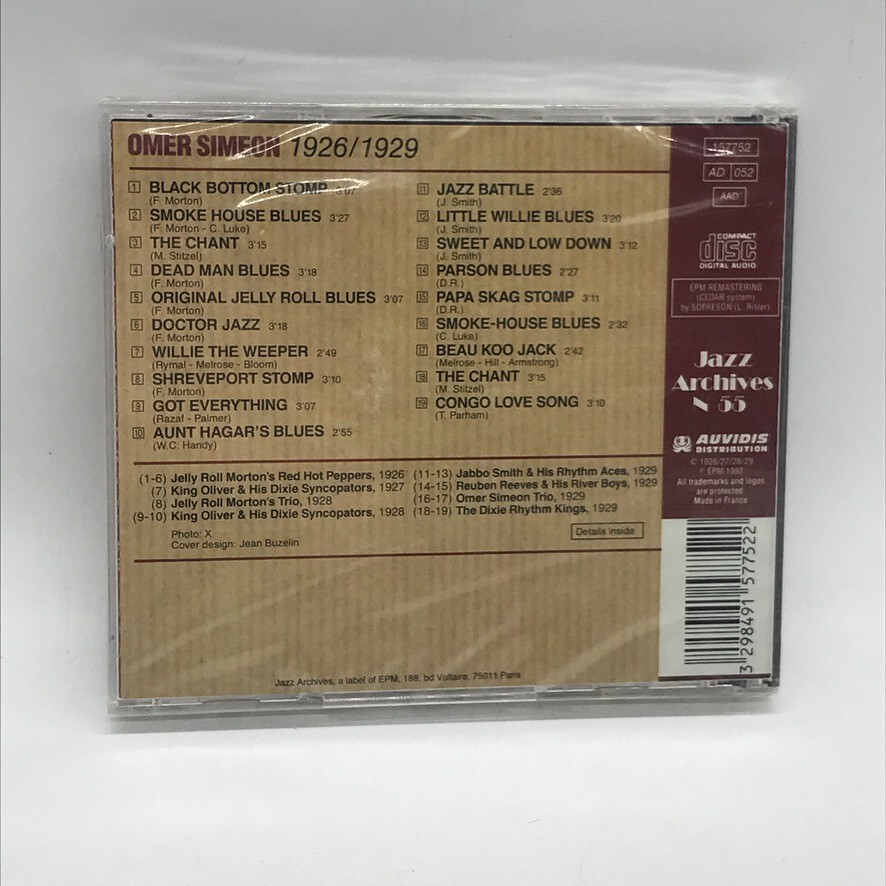 OMER SIMEON 1926/1929
1 BLACK BOTTOM STOMP 3'07
(F. Morton)
2 SMOKE HOUSE BLUES 3'27
(F. Morton - C. Luke)
3 THE CHANT 3'15
(M. Stitzel)
4 DEAD MAN BLUES 3'18
(F. Morton)
5 ORIGINAL JELLY ROLL BLUES 3'07
(F. Morton)
6 DOCTOR JAZZ 3'18
(F. Morton)
7 WILLIE THE WEEPER 2'49
(Rymal - Melrose - Bloom)
8 SHREVEPORT STOMP 3'10
(F. Morton)
9 GOT EVERYTHING 3'07
(Razaf - Palmer)
10 AUNT HAGAR'S BLUES 2'55
(W.C. Handy)
11 JAZZ BATTLE 2'36
(J. Smith)
12 LITTLE WILLIE BLUES 3'20
(J. Smith)
13 SWEET AND LOW DOWN 3'12
(J. Smith)
14 PARSON BLUES 2'27
(D.R.)
15 PAPA SKAG STOMP 3'11
(D.R.)
16 SMOKE-HOUSE BLUES 2'32
(C. Luke)
17 BEAU KOO JACK 2'42
(Melrose - Hill - Armstrong)
18 THE CHANT 3'15
(M. Stitzel)
19 CONGO LOVE SONG 3'10
(T. Parham)
(1-6) Jelly Roll Morton's Red Hot Peppers, 1926
(7) King Oliver & His Dixie Syncopators, 1927
(8) Jelly Roll Morton's Trio, 1928
(9-10) King Oliver & His Dixie Syncopators, 1928
(11-13) Jabbo Smith & His Rhythm Aces, 1929
(14-15) Reuben Reeves & His River Boys, 1929
(16-17) Omer Simeon Trio, 1929
(18-19) The Dixie Rhythm Kings, 1929
Photo: X
Cover design: Jean Buzelin
Details inside
Jazz Archives, a label of EPM, 188, bd Voltaire, 75011 Paris
157752
AD 052
AAD
COMPACT
disc
DIGITAL AUDIO
EPM REMASTERING
(CEDAR system)
by SOFRESON (L. Risler)
Jazz
Archives
N 55
AUVIDIS
DISTRIBUTION
© 1926/27/28/29
℗ EPM 1992
All trademarks and logos
are protected
Made in France
3 298491 577522